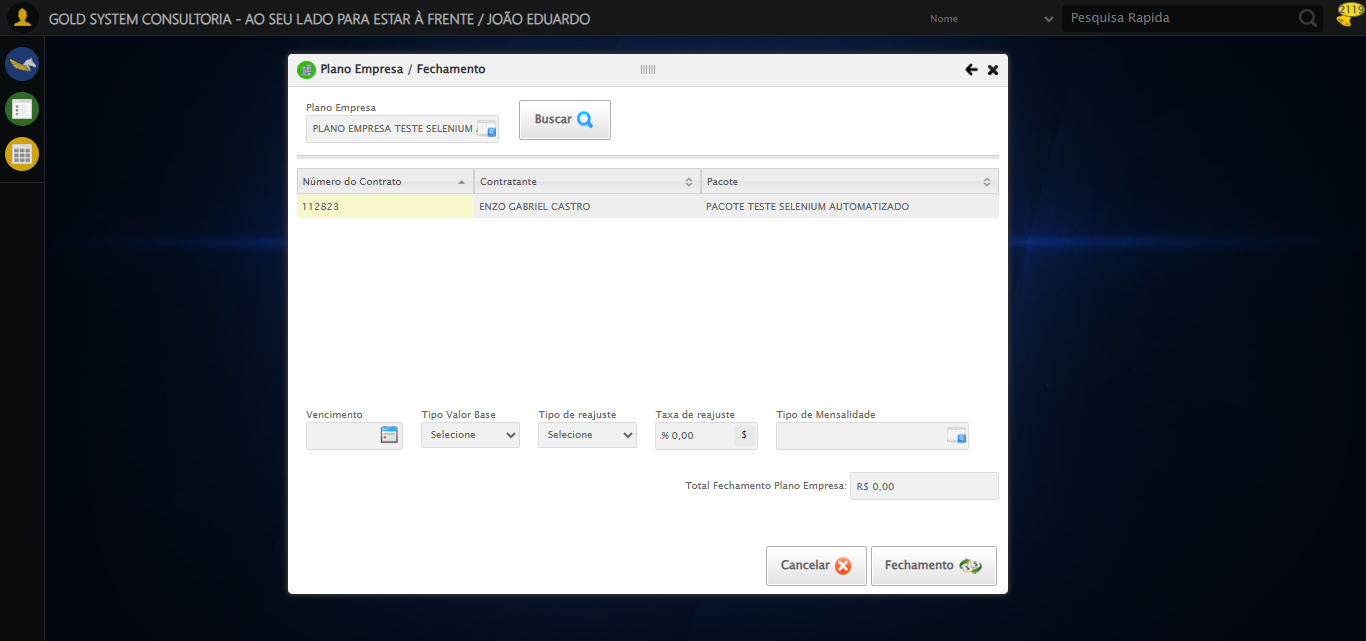 GOLD SYSTEM CONSULTORIA - AO SEU LADO PARA ESTAR À FRENTE / JOÃO EDUARDO
Nome
Pesquisa Rapida
2119
Plano Empresa / Fechamento
Plano Empresa
PLANO EMPRESA TESTE SELENIUM
Buscar
Número do Contrato Contratante Pacote
112823 ENZO GABRIEL CASTRO PACOTE TESTE SELENIUM AUTOMATIZADO
Vencimento Tipo Valor Base Tipo de reajuste Taxa de reajuste Tipo de Mensalidade
Selecione Selecione % 0,00 $
Total Fechamento Plano Empresa: R$ 0,00
Cancelar Fechamento